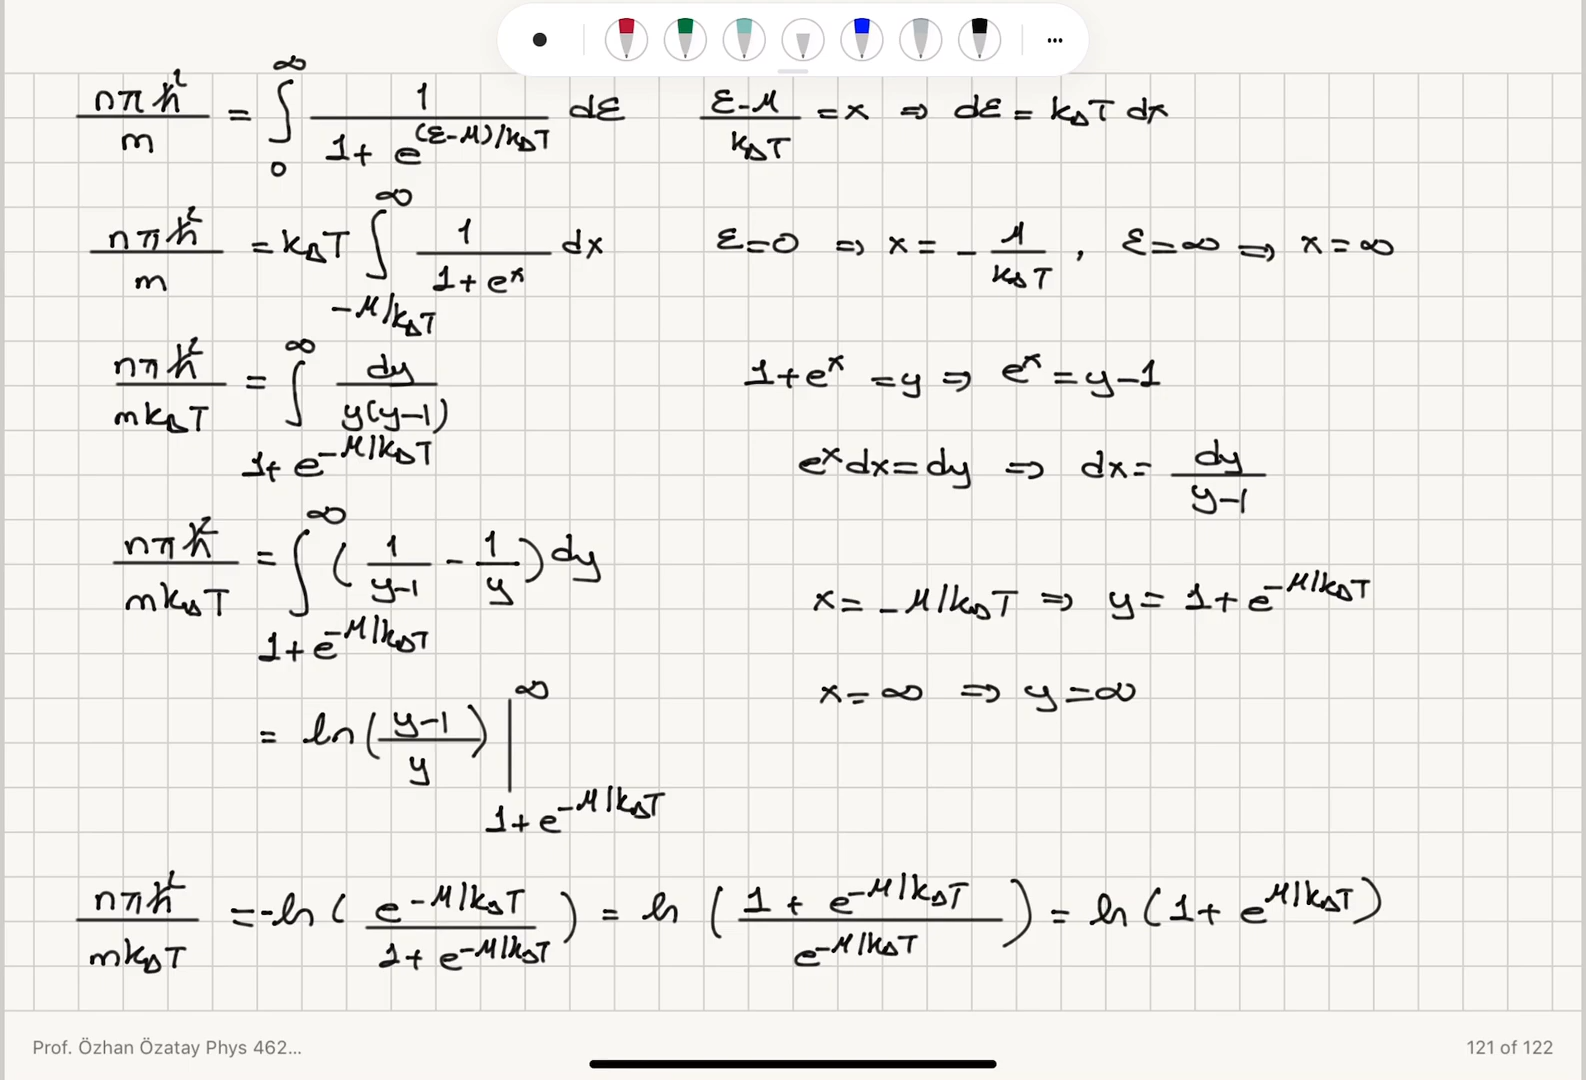 nπℏ²/m = ∫₀^∞ 1/(1+ e^((ε-μ)/k_BT)) dε    (ε-μ)/k_BT = x ⇒ dε = k_BT dx
nπℏ²/m = k_BT ∫_{-μ/k_BT}^∞ 1/(1+ e^x) dx    ε=0 ⇒ x = - μ/k_BT , ε=∞ ⇒ x=∞
nπℏ²/mk_BT = ∫_{1+ e^(-μ/k_BT)}^∞ dy/y(y-1)    1+e^x = y ⇒ e^x = y-1
e^x dx = dy ⇒ dx = dy/(y-1)
nπℏ²/mk_BT = ∫_{1+ e^(-μ/k_BT)}^∞ ( 1/(y-1) - 1/y ) dy
x = -μ/k_BT ⇒ y = 1+ e^(-μ/k_BT)
x = ∞ ⇒ y = ∞
= ln( (y-1)/y ) |_{1+ e^(-μ/k_BT)}^∞
nπℏ²/mk_BT = -ln( e^(-μ/k_BT) / (1+ e^(-μ/k_BT)) ) = ln( (1 + e^(-μ/k_BT)) / e^(-μ/k_BT) ) = ln(1+ e^(μ/k_BT))
Prof. Özhan Özatay Phys 462...
121 of 122